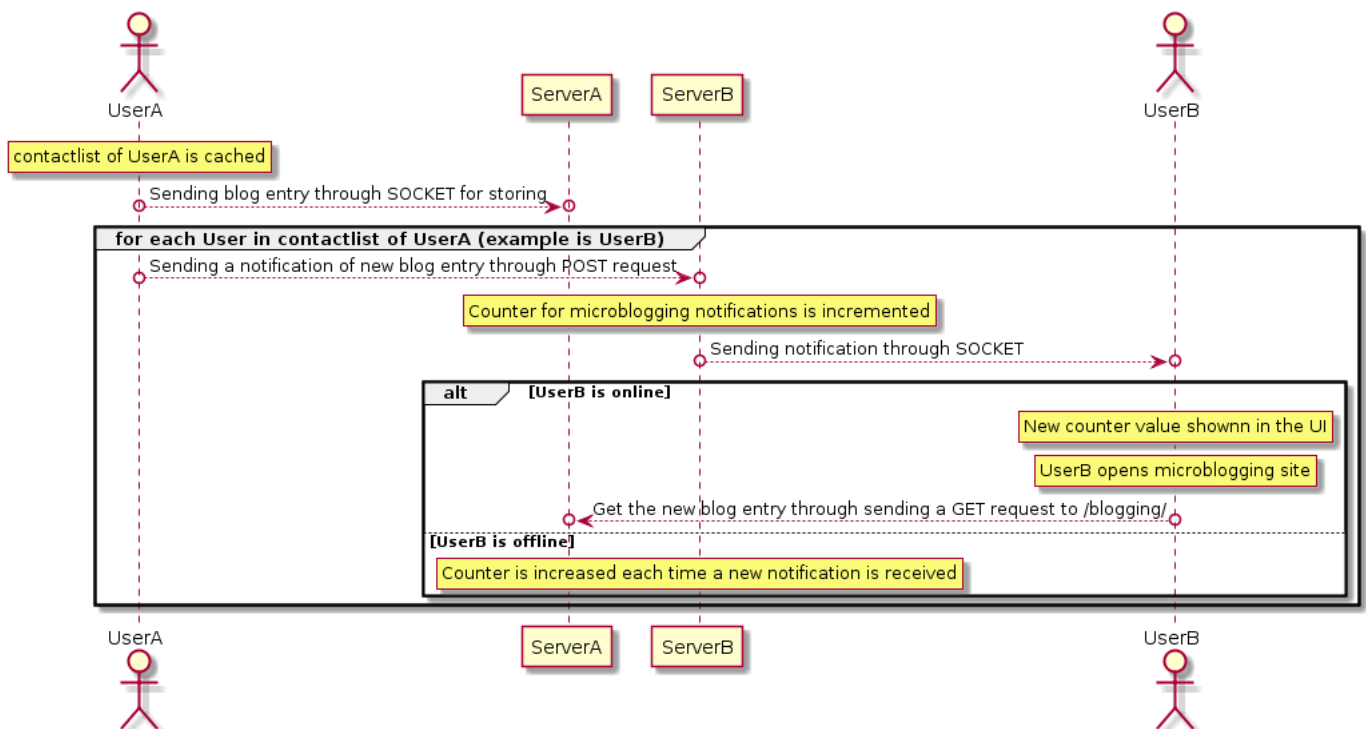 UserA
ServerA
ServerB
UserB
contactlist of UserA is cached
Sending blog entry through SOCKET for storing
for each User in contactlist of UserA (example is UserB)
Sending a notification of new blog entry through POST request
Counter for microblogging notifications is incremented
Sending notification through SOCKET
alt
[UserB is online]
New counter value shownn in the UI
UserB opens microblogging site
Get the new blog entry through sending a GET request to /blogging/
[UserB is offline]
Counter is increased each time a new notification is received
UserA
ServerA
ServerB
UserB